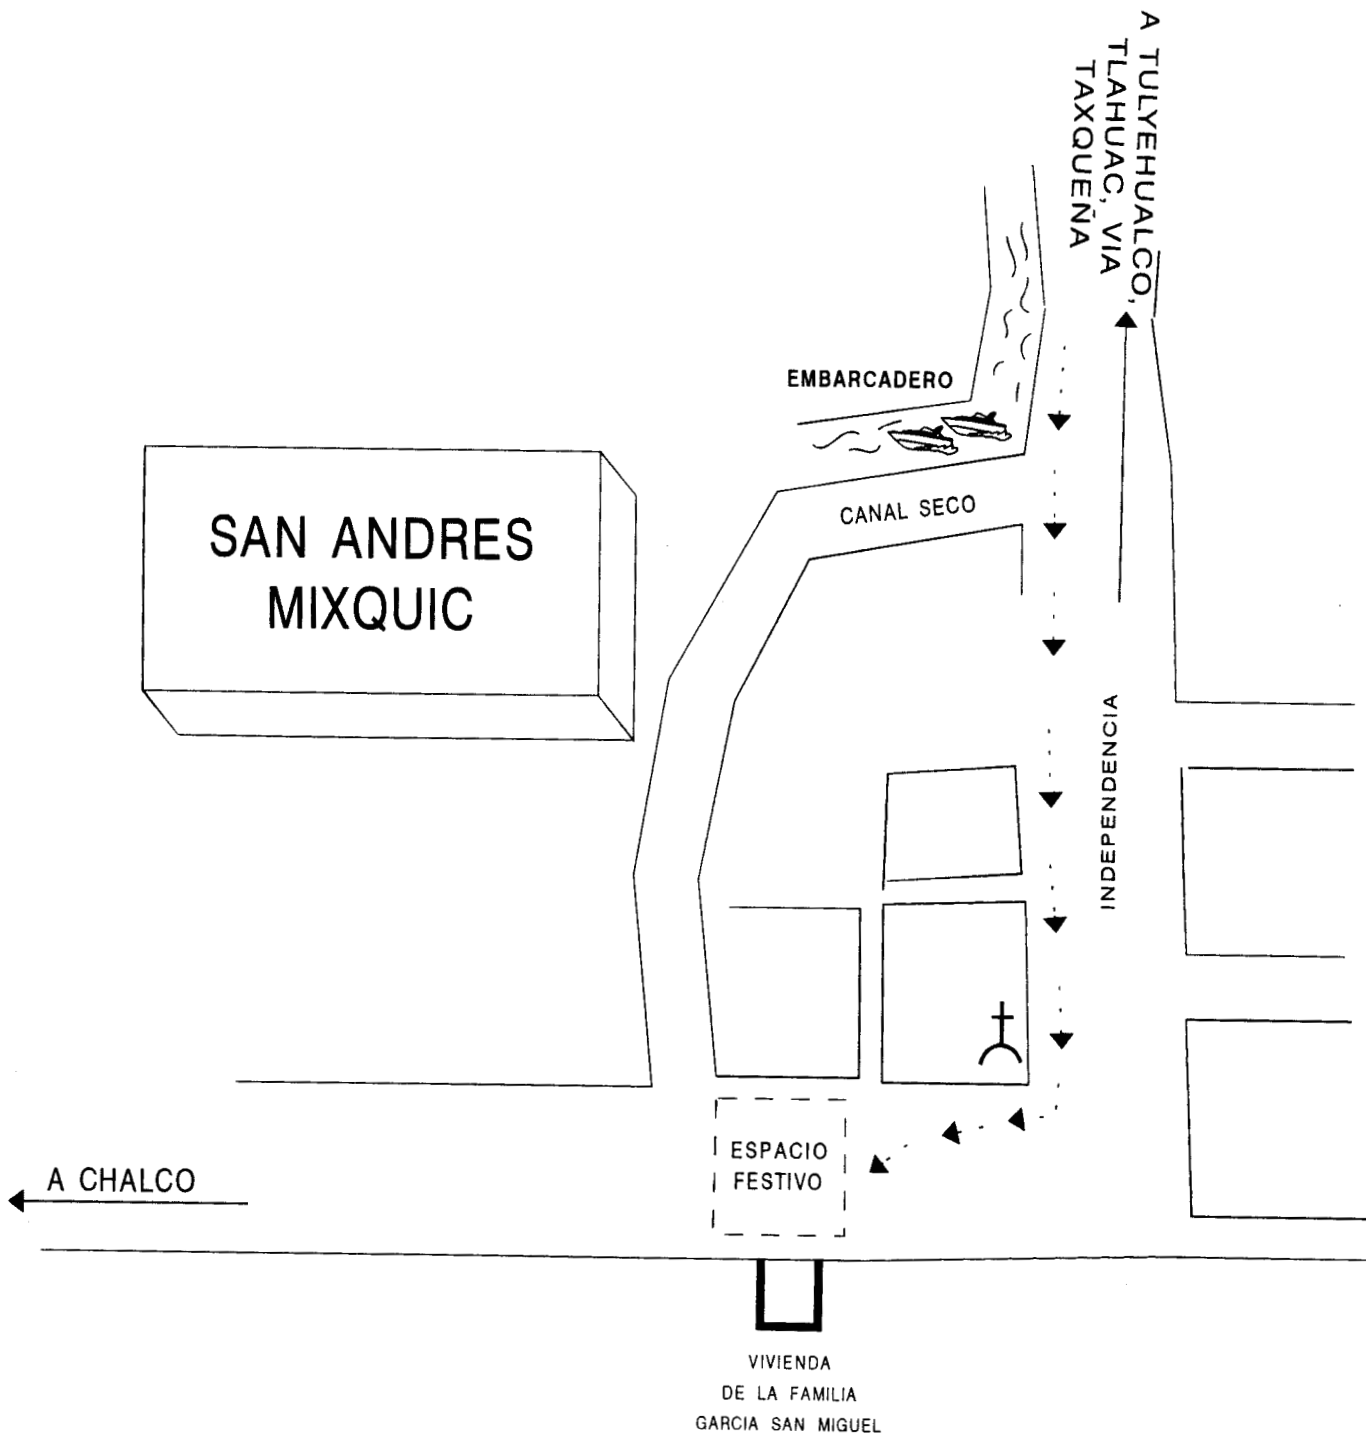 A TULYEHUALCO,
TLAHUAC, VIA
TAXQUEÑA
EMBARCADERO
CANAL SECO
SAN ANDRES
MIXQUIC
INDEPENDENCIA
ESPACIO
FESTIVO
A CHALCO
VIVIENDA
DE LA FAMILIA
GARCIA SAN MIGUEL